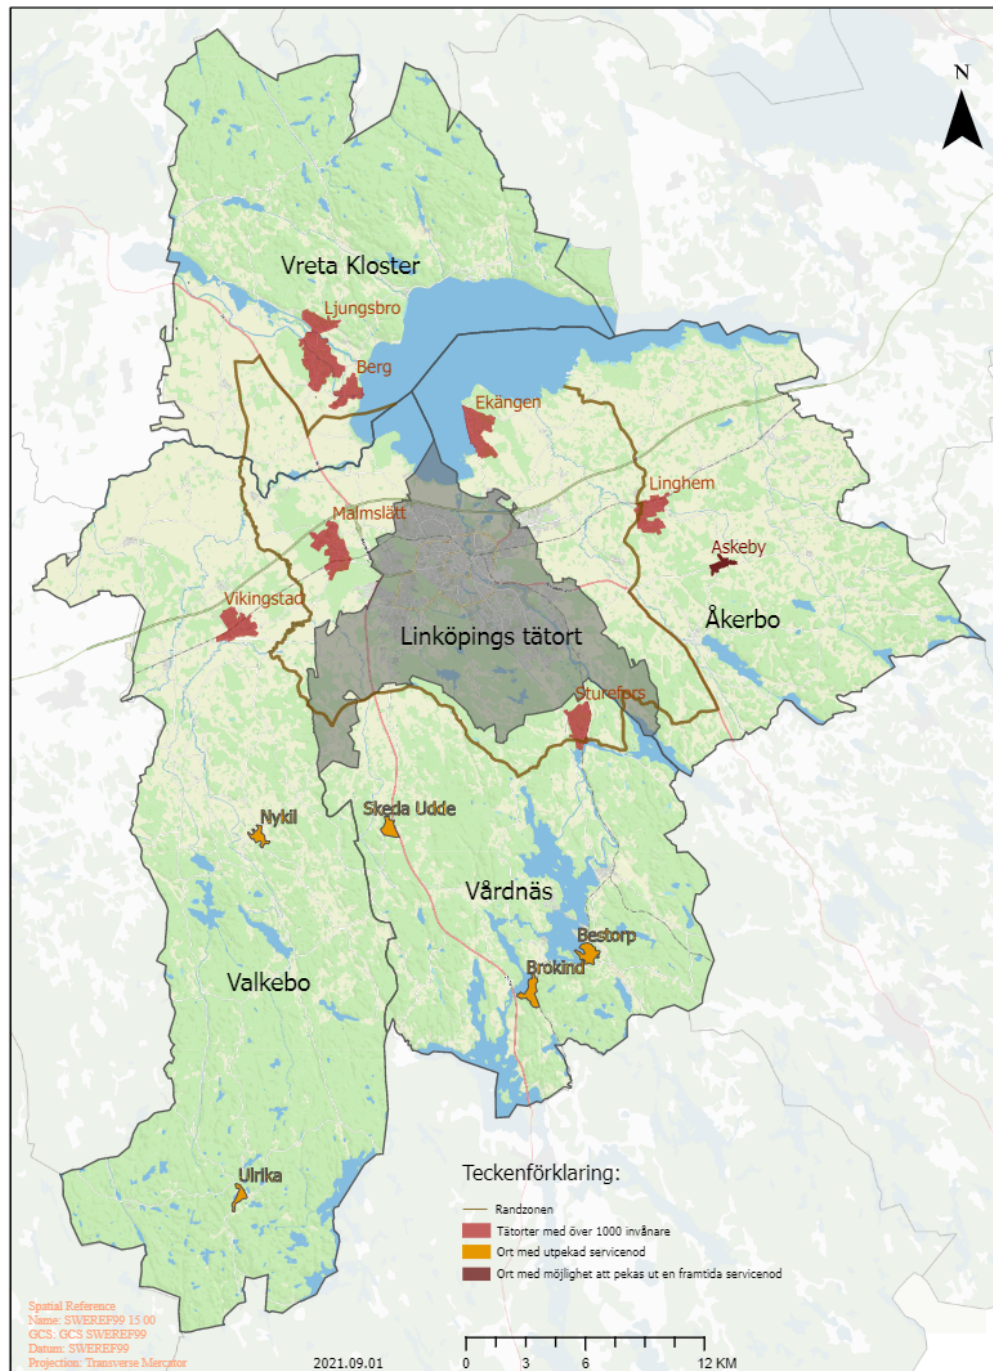 N
Vreta Kloster
Ljungsbro
Berg
Ekängen
Linghem
Malmslätt
Askeby
Vikingstad
Åkerbo
Linköpings tätort
Sturefors
Nykil
Skeda Udde
Vårdnäs
Bestorp
Brokind
Valkebo
Ulrika
Teckenförklaring:
Randzonen
Tätorter med över 1000 invånare
Ort med utpekad servicenod
Ort med möjlighet att pekas ut en framtida servicenod
Spatial Reference
Name: SWEREF99 15 00
GCS: GCS SWEREF99
Datum: SWEREF99
Projection: Transverse Mercator
2021.09.01
0 3 6 12 KM